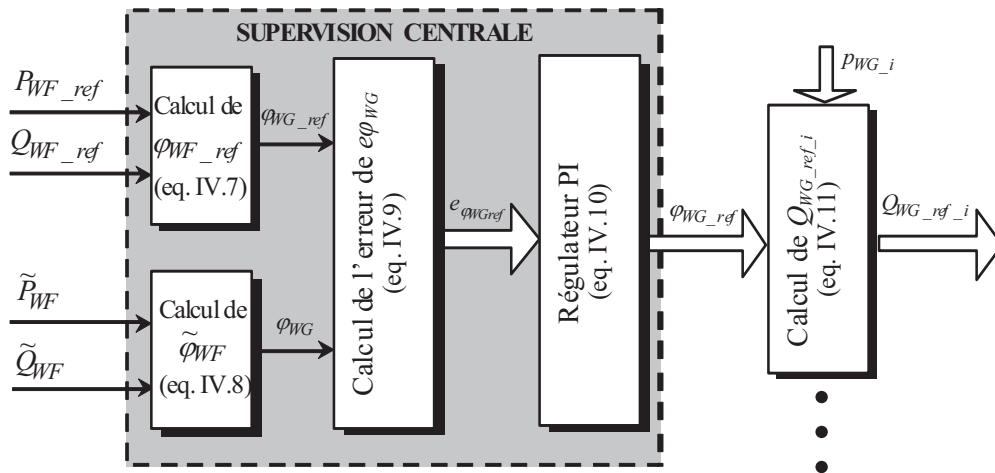 SUPERVISION CENTRALE
P_WF_ref
Q_WF_ref
Calcul de
φ_WF_ref
(eq. IV.7)
φ_WG_ref
P̃_WF
Q̃_WF
Calcul de
φ̃_WF
(eq. IV.8)
φ_WG
Calcul de l'erreur de eφ_WG
(eq. IV.9)
e_φWGref
Régulateur PI
(eq. IV.10)
φ_WG_ref
p_WG_i
Calcul de Q_WG_ref_i
(eq. IV.11)
Q_WG_ref_i